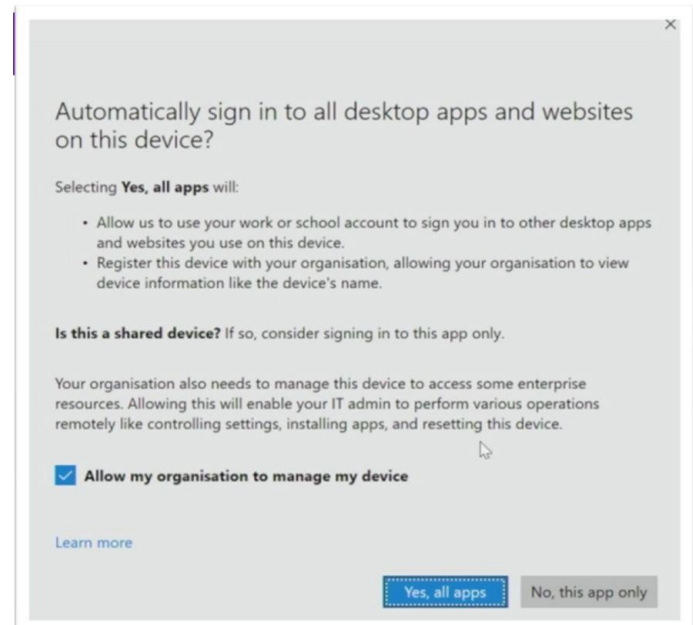 Automatically sign in to all desktop apps and websites
on this device?
Selecting Yes, all apps will:
• Allow us to use your work or school account to sign you in to other desktop apps
and websites you use on this device.
• Register this device with your organisation, allowing your organisation to view
device information like the device's name.
Is this a shared device? If so, consider signing in to this app only.
Your organisation also needs to manage this device to access some enterprise
resources. Allowing this will enable your IT admin to perform various operations
remotely like controlling settings, installing apps, and resetting this device.
Allow my organisation to manage my device
Learn more
Yes, all apps
No, this app only